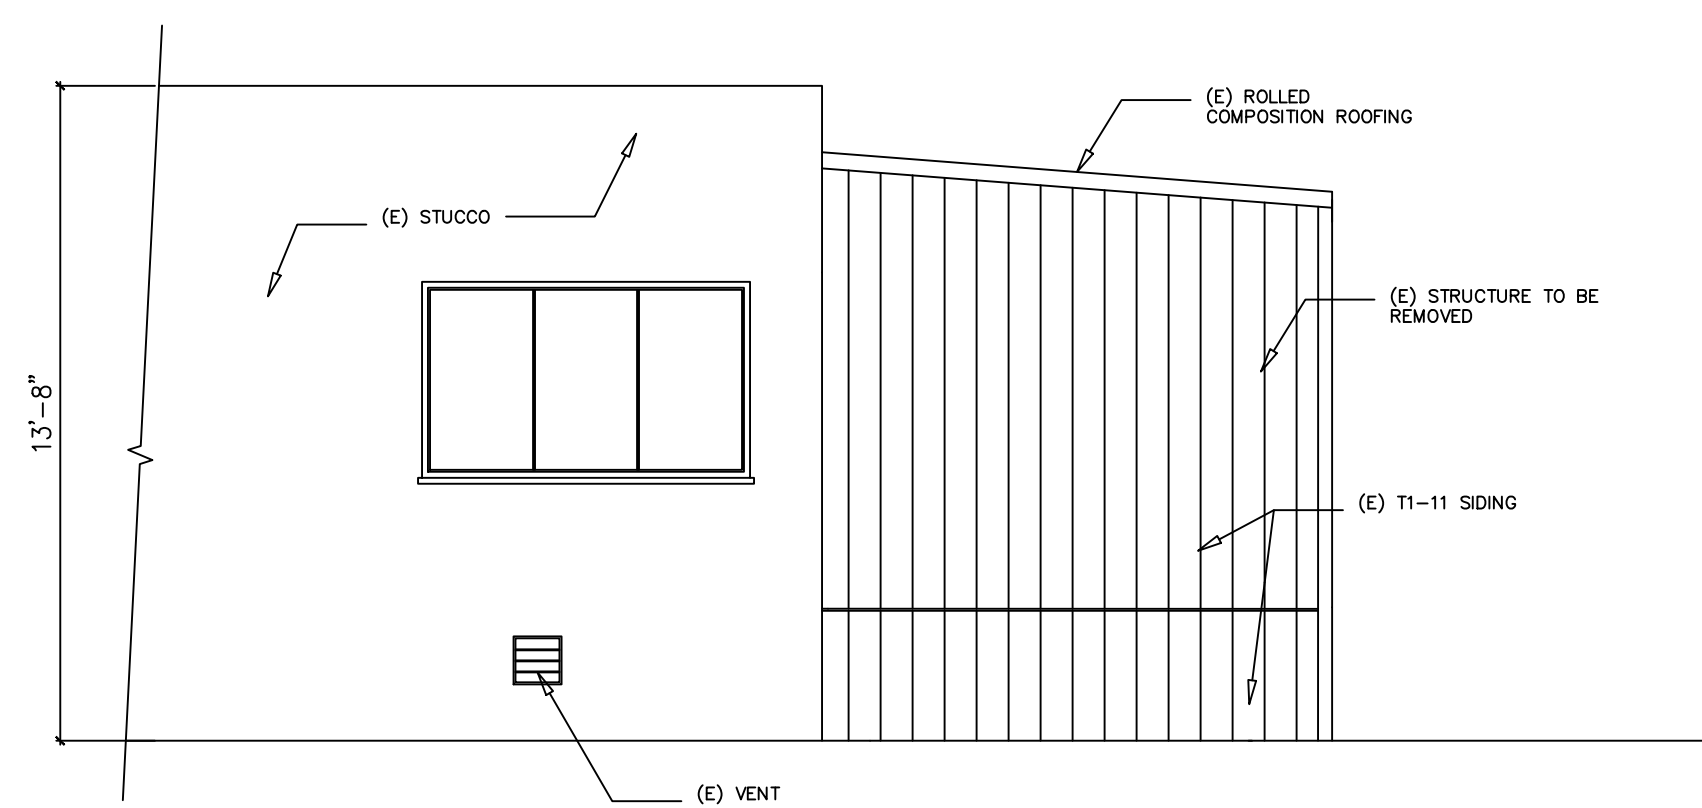 (E) ROLLED
COMPOSITION ROOFING
(E) STUCCO
(E) STRUCTURE TO BE
REMOVED
13'-8"
(E) T1-11 SIDING
(E) VENT